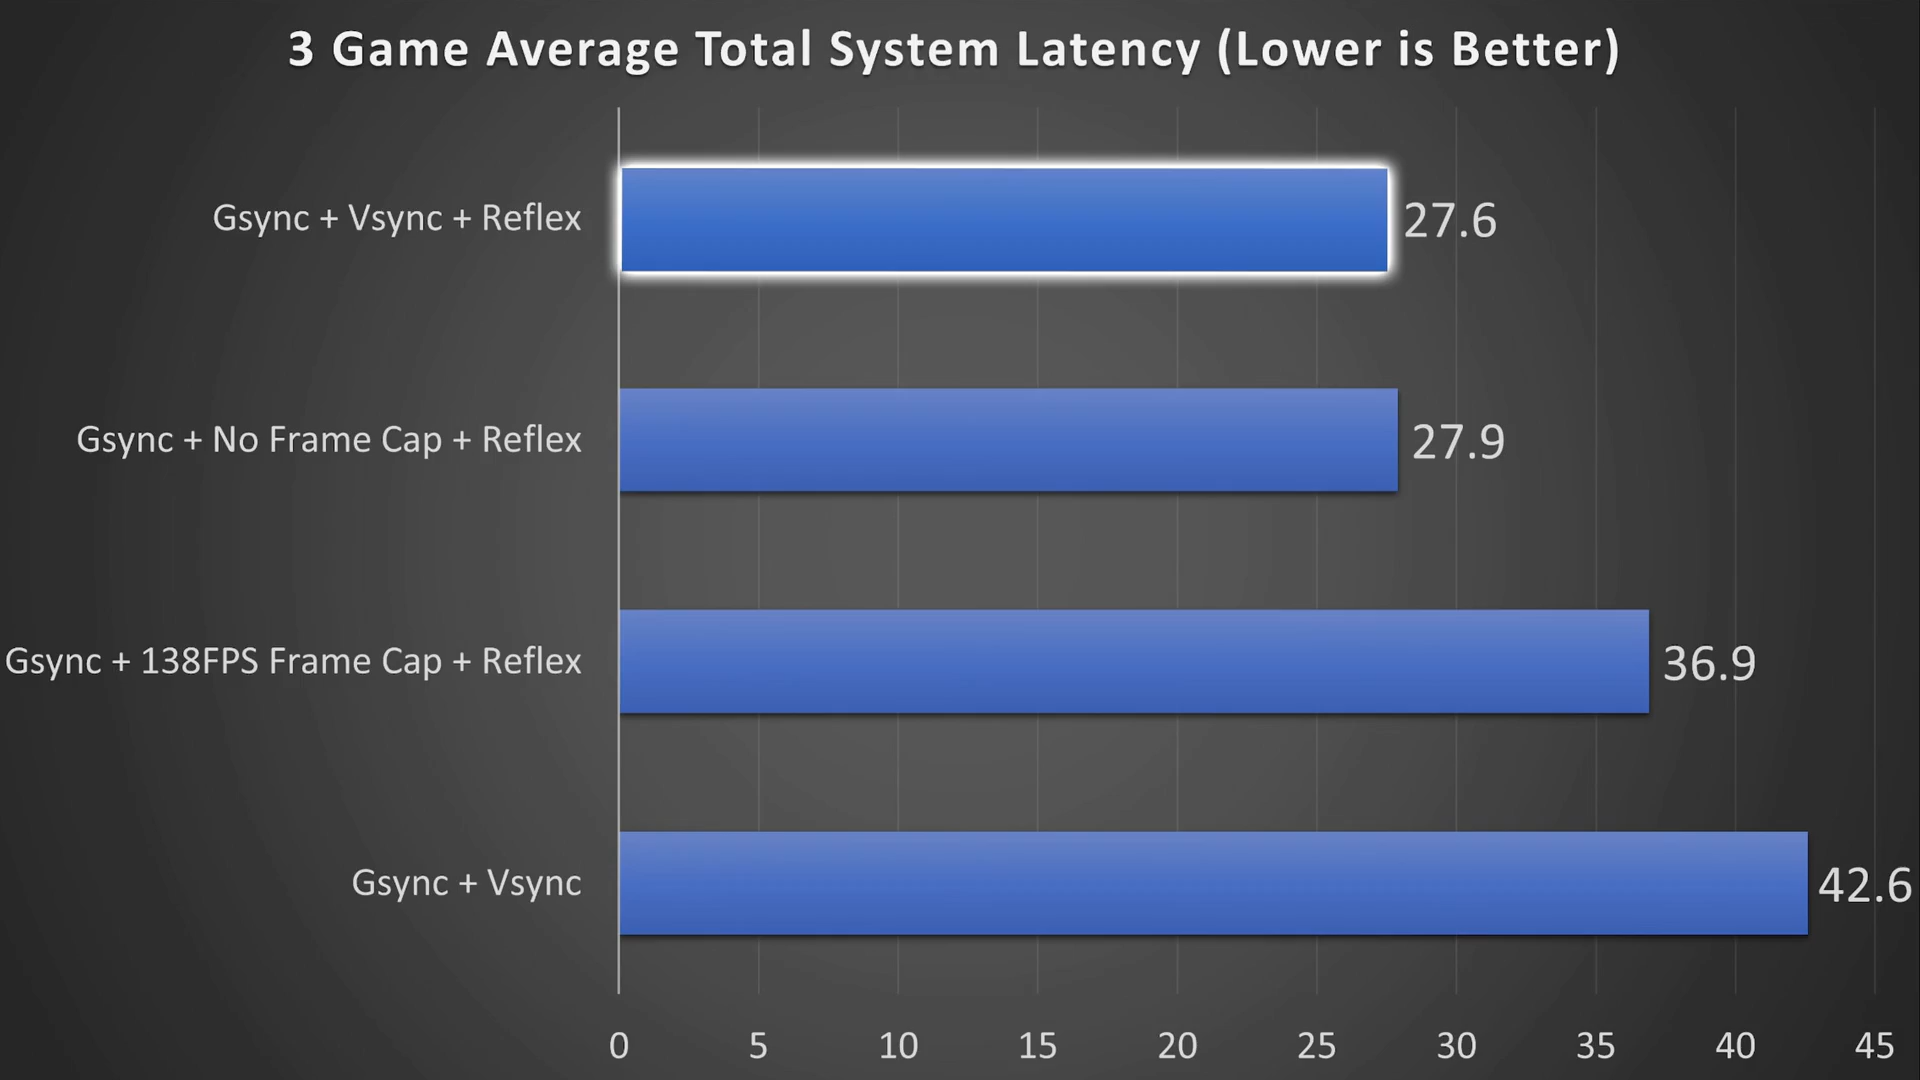 3 Game Average Total System Latency (Lower is Better)
Gsync + Vsync + Reflex
27.6
Gsync + No Frame Cap + Reflex
27.9
Gsync + 138FPS Frame Cap + Reflex
36.9
Gsync + Vsync
42.6
0 5 10 15 20 25 30 35 40 45